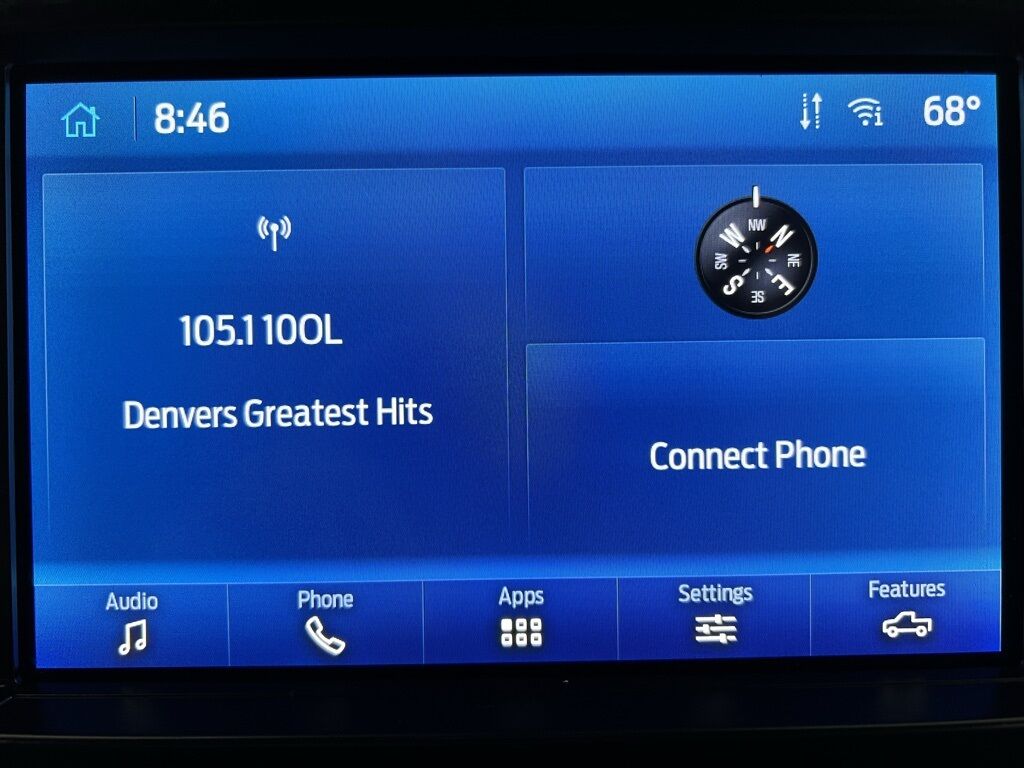 8:46
68°
105.1 100L
Denvers Greatest Hits
NW
N
NE
E
SE
S
SW
W
Connect Phone
Audio
Phone
Apps
Settings
Features